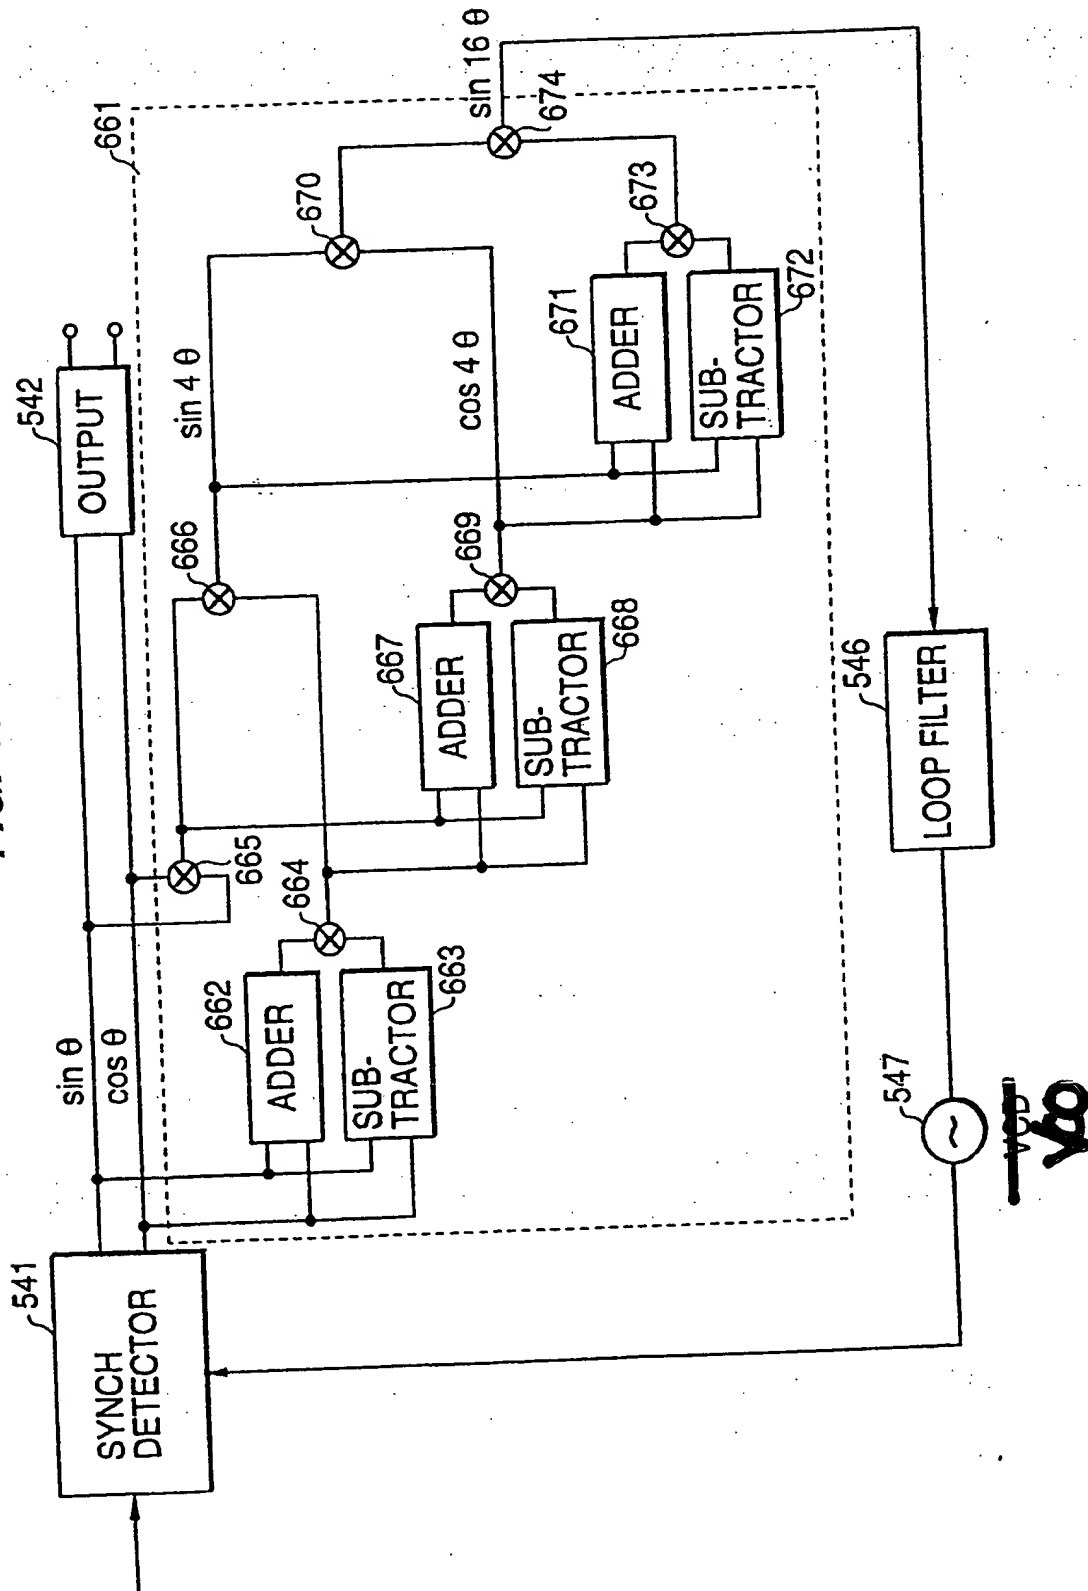 541
SYNCH
DETECTOR
sin θ
cos θ
542
OUTPUT
661
662
ADDER
SUB-
TRACTOR
663
664
665
666
667
ADDER
SUB-
TRACTOR
668
669
sin 4 θ
cos 4 θ
670
671
ADDER
SUB-
TRACTOR
672
673
674
sin 16 θ
546
LOOP FILTER
547
VCO